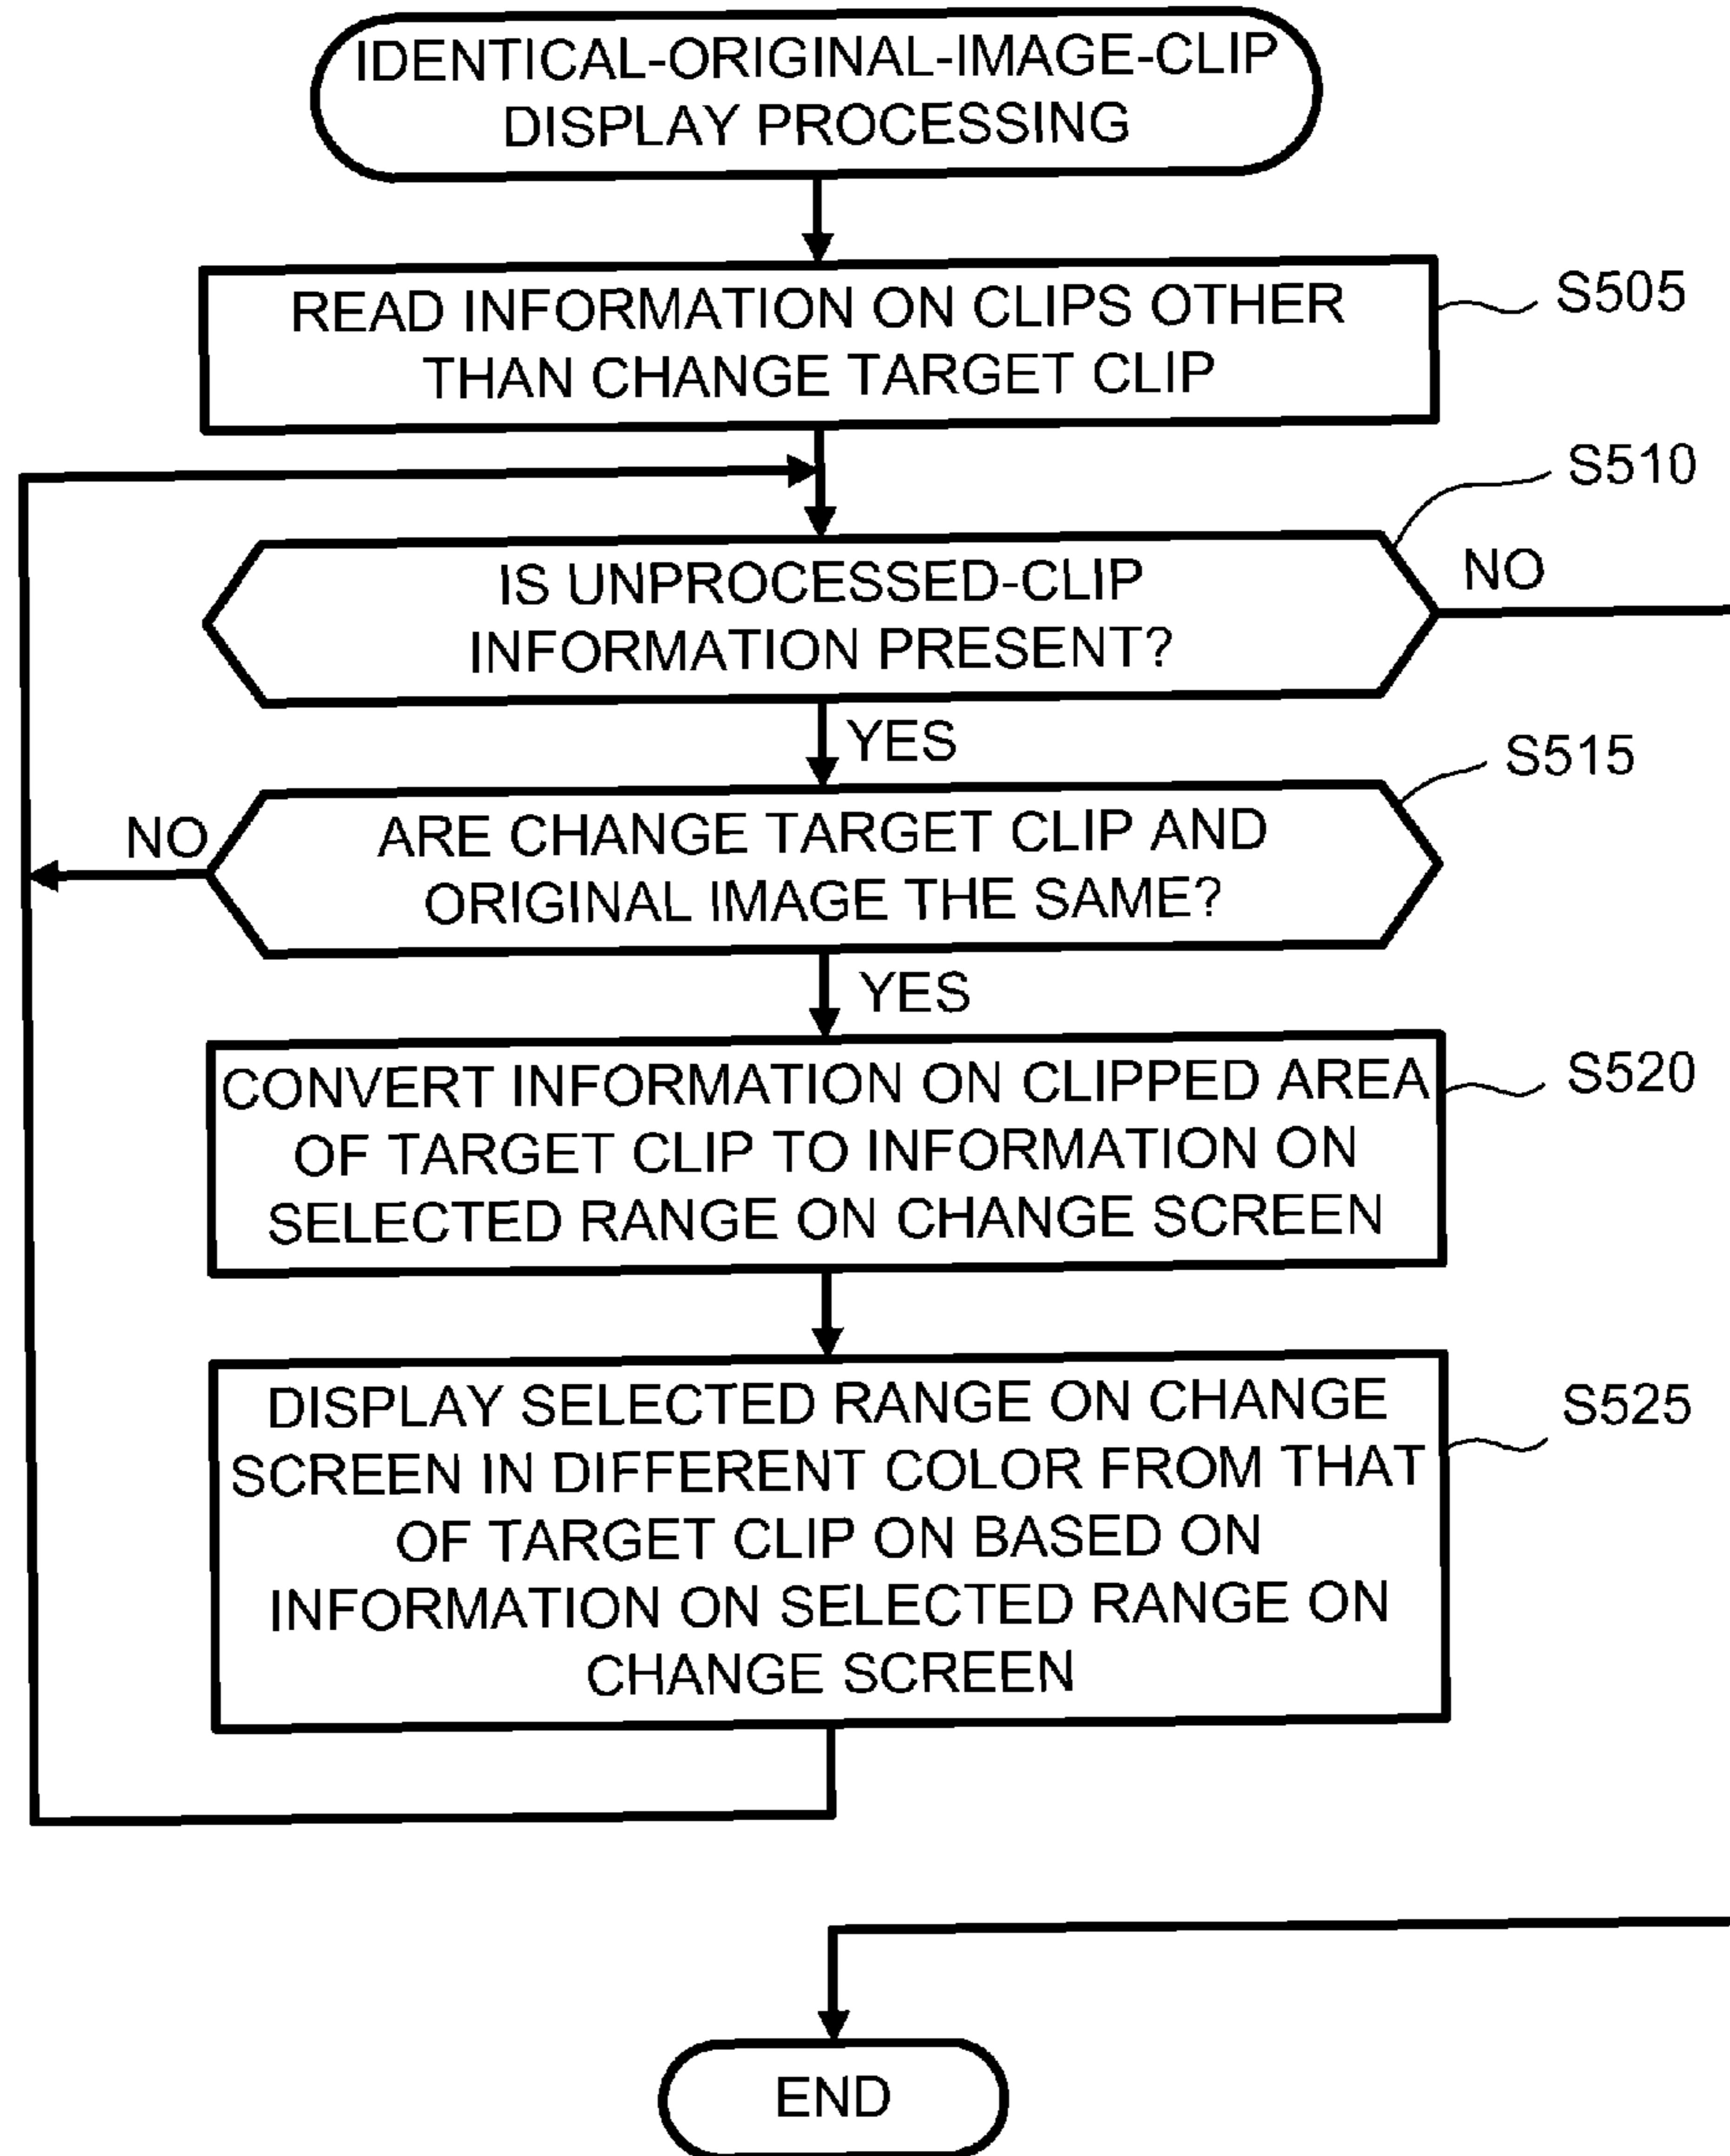 IDENTICAL-ORIGINAL-IMAGE-CLIP
DISPLAY PROCESSING
READ INFORMATION ON CLIPS OTHER
THAN CHANGE TARGET CLIP
S505
S510
IS UNPROCESSED-CLIP
INFORMATION PRESENT?
NO
YES
S515
NO
ARE CHANGE TARGET CLIP AND
ORIGINAL IMAGE THE SAME?
YES
CONVERT INFORMATION ON CLIPPED AREA
OF TARGET CLIP TO INFORMATION ON
SELECTED RANGE ON CHANGE SCREEN
S520
DISPLAY SELECTED RANGE ON CHANGE
SCREEN IN DIFFERENT COLOR FROM THAT
OF TARGET CLIP ON BASED ON
INFORMATION ON SELECTED RANGE ON
CHANGE SCREEN
S525
END